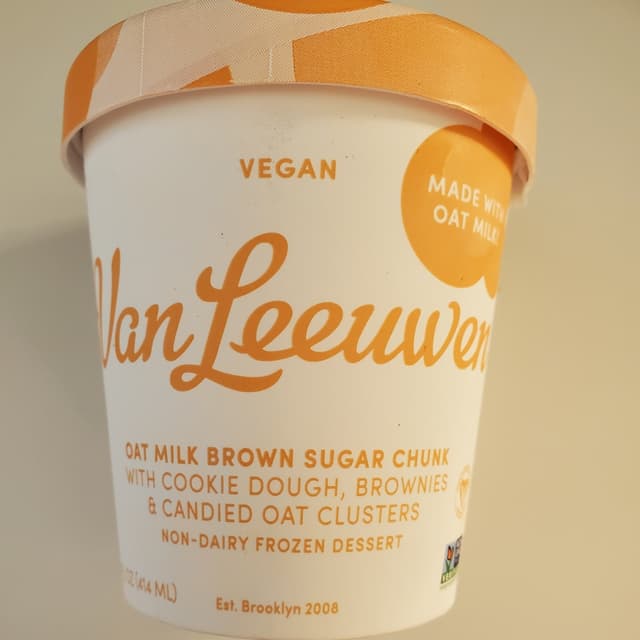 VEGAN
MADE WITH
OAT MILK!
Van Leeuwen
OAT MILK BROWN SUGAR CHUNK
WITH COOKIE DOUGH, BROWNIES
& CANDIED OAT CLUSTERS
NON-DAIRY FROZEN DESSERT
OZ (414 ML)
Est. Brooklyn 2008